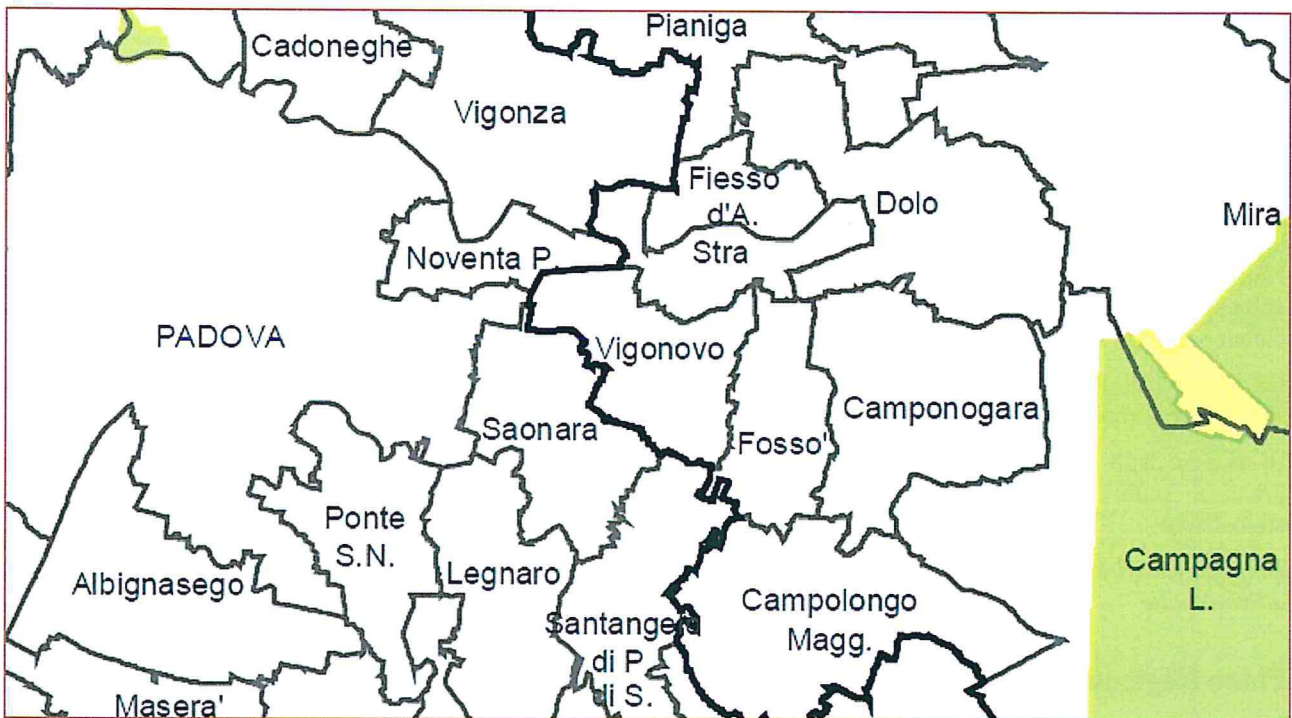 Pianiga
Cadoneghe
Vigonza
Fiesso
d'A.
Dolo
Mira
Noventa P.
Stra
PADOVA
Vigonovo
Camponogara
Saonara
Fosso'
Ponte
S.N.
Campagna
L.
Albignasego
Legnaro
Campolongo
Magg.
Santangelo
di P.
di S.
Masera'